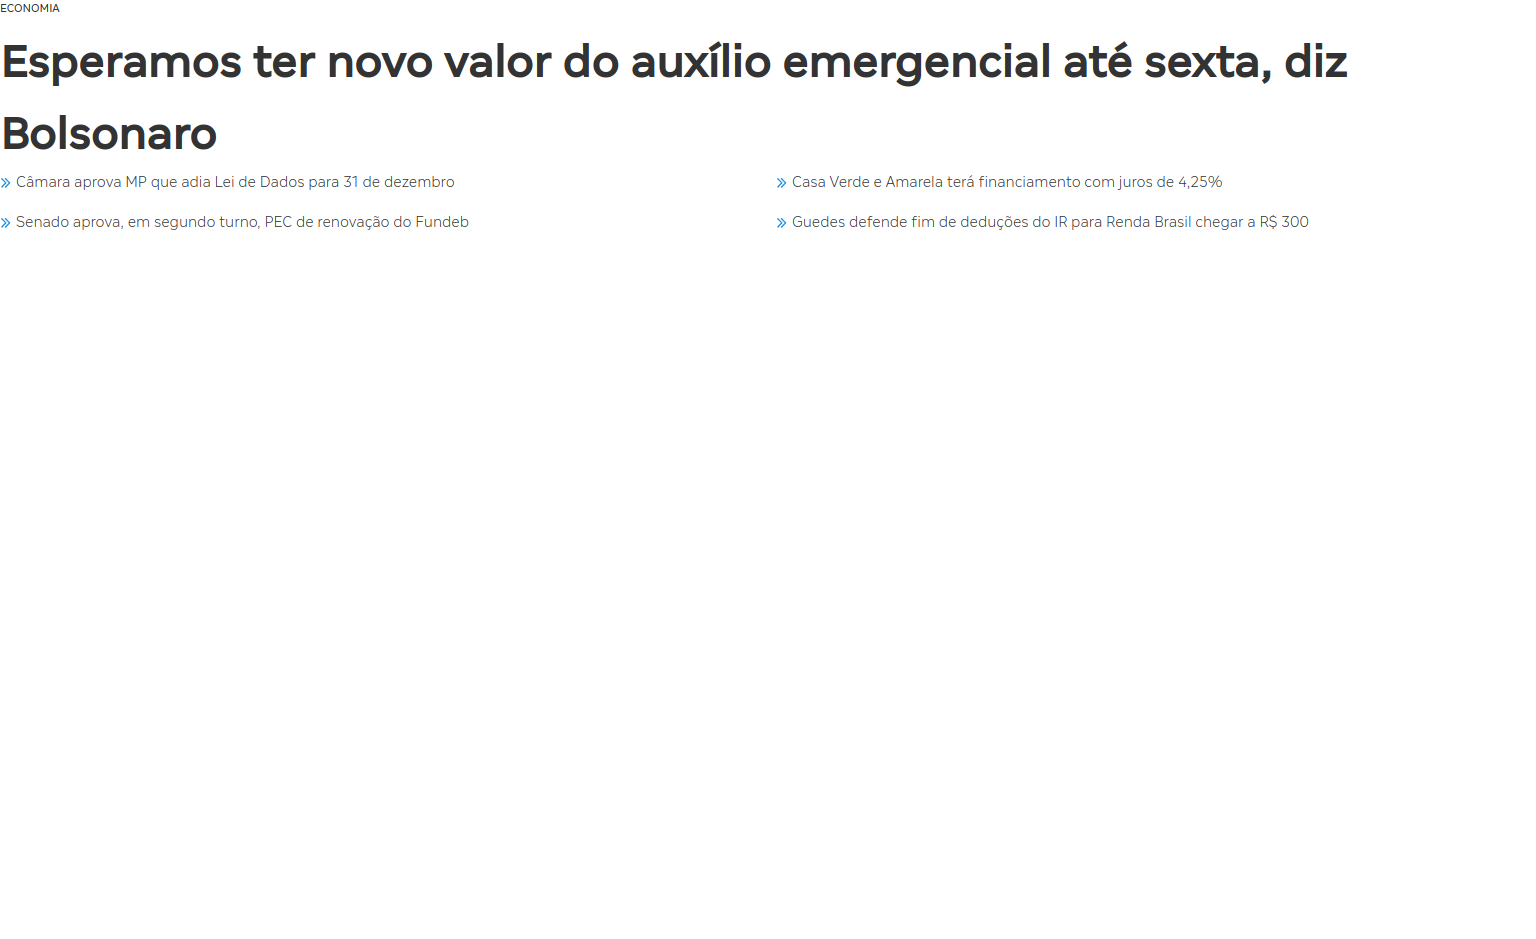 ECONOMIA
Esperamos ter novo valor do auxílio emergencial até sexta, diz
Bolsonaro
Câmara aprova MP que adia Lei de Dados para 31 de dezembro
Casa Verde e Amarela terá financiamento com juros de 4,25%
Senado aprova, em segundo turno, PEC de renovação do Fundeb
Guedes defende fim de deduções do IR para Renda Brasil chegar a R$ 300